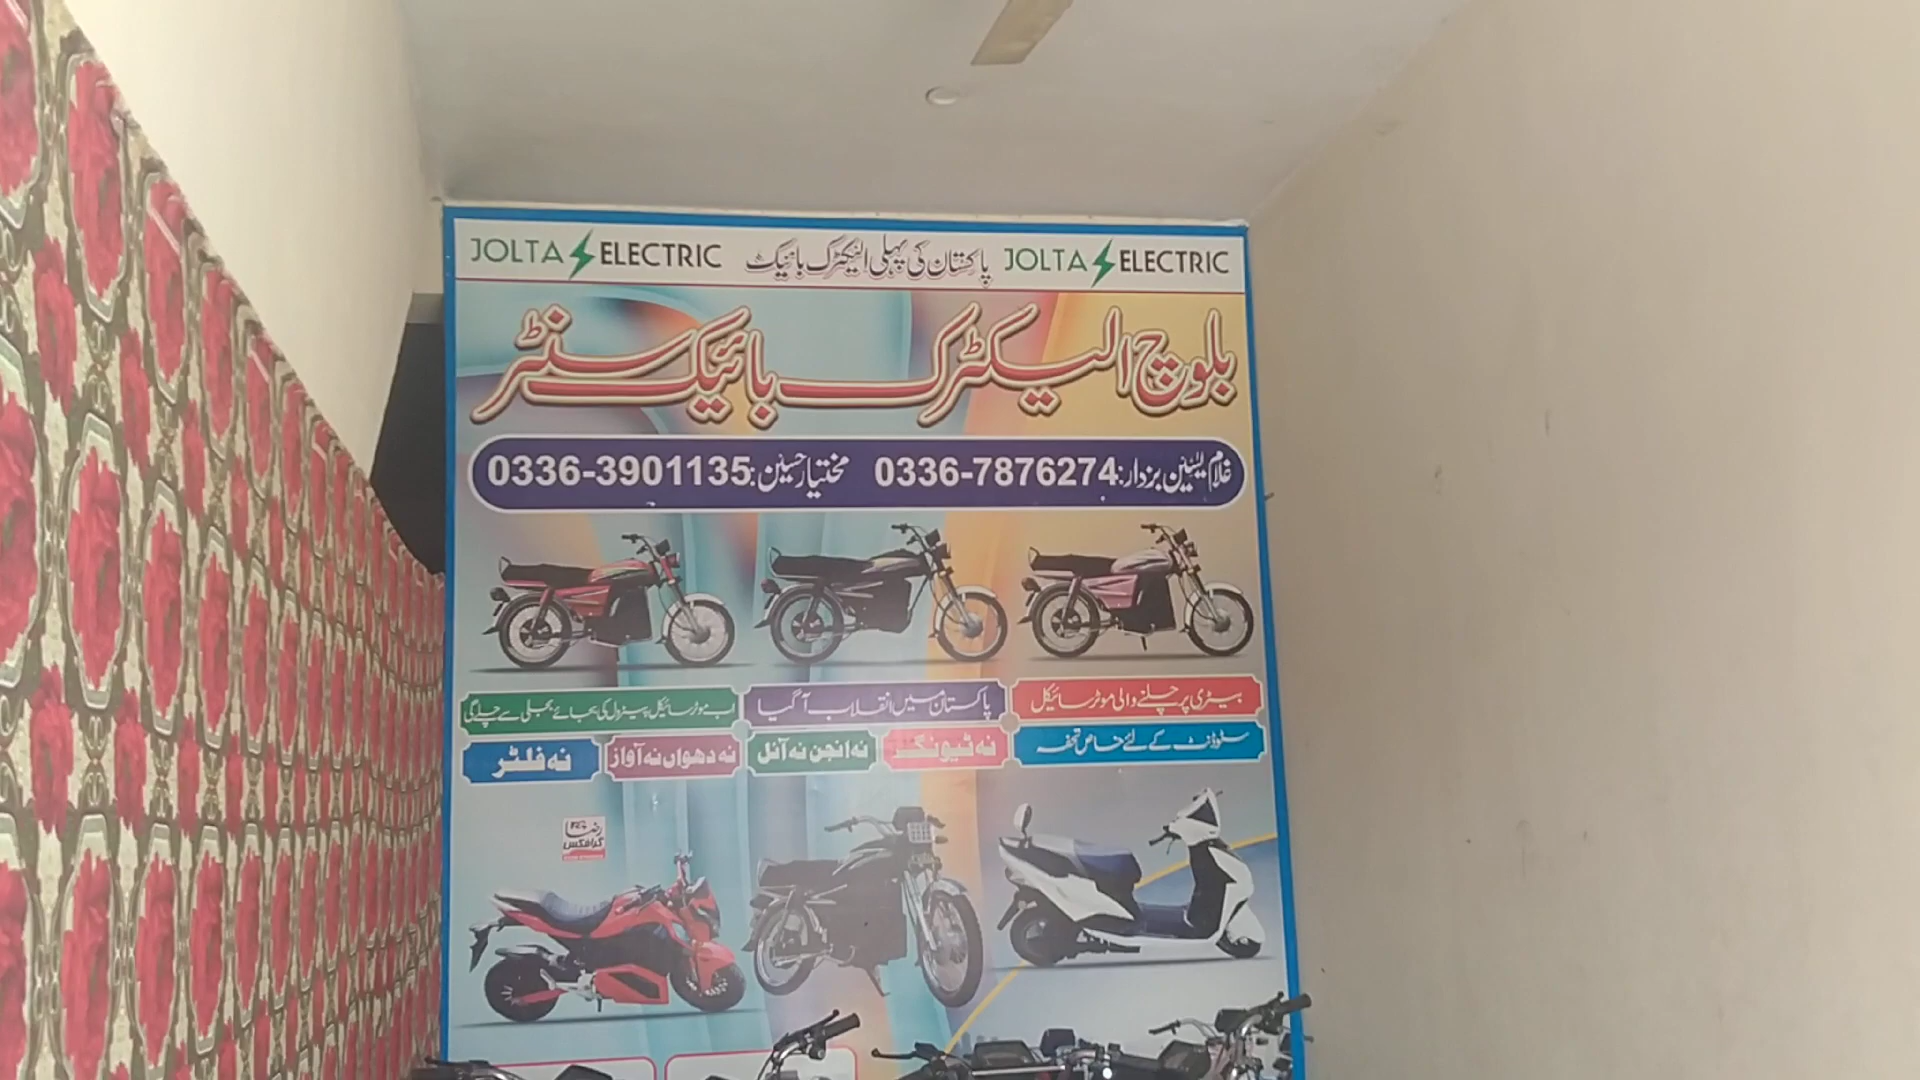 JOLTA ELECTRIC پاکستان کی پہلی الیکٹرک بائیک JOLTA ELECTRIC
بلوچ الیکٹرک بائیک سنٹر
غلام یٰسین بزدار: 0336-7876274 مختیار حسین: 0336-3901135
بیٹری پر چلنے والی موٹر سائیکل
پاکستان میں انقلاب آگیا
اب موٹر سائیکل پیٹرول کی بجائے بجلی سے چلے گی
سٹوڈنٹ کے لئے خاص تحفہ
نہ ٹیوننگ
نہ انجن نہ آئل
نہ دھواں نہ آواز
نہ فلٹر
رضا
گرافکس